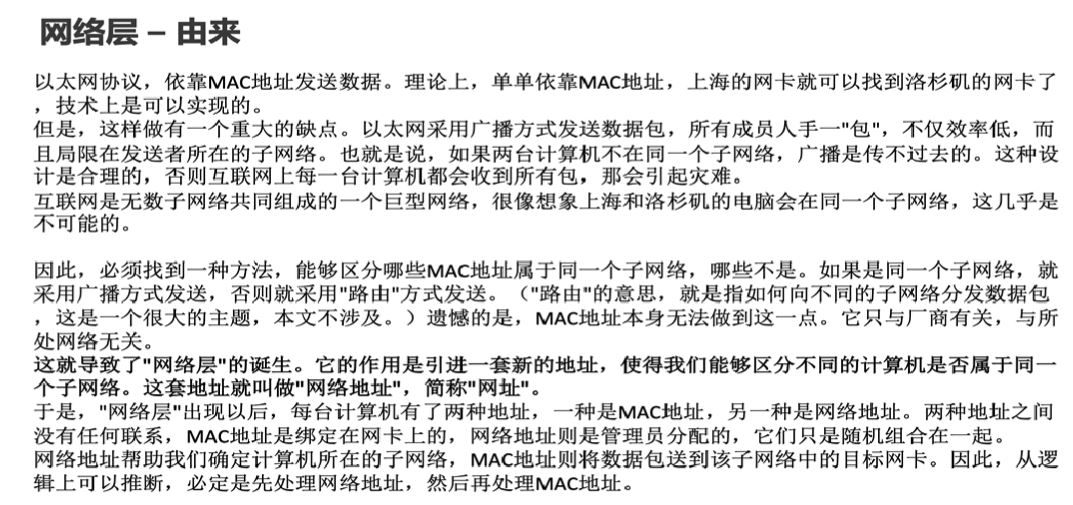 网络层 – 由来
以太网协议，依靠MAC地址发送数据。理论上，单单依靠MAC地址，上海的网卡就可以找到洛杉矶的网卡了
，技术上是可以实现的。
但是，这样做有一个重大的缺点。以太网采用广播方式发送数据包，所有成员人手一"包"，不仅效率低，而
且局限在发送者所在的子网络。也就是说，如果两台计算机不在同一个子网络，广播是传不过去的。这种设
计是合理的，否则互联网上每一台计算机都会收到所有包，那会引起灾难。
互联网是无数子网络共同组成的一个巨型网络，很像想象上海和洛杉矶的电脑会在同一个子网络，这几乎是
不可能的。
因此，必须找到一种方法，能够区分哪些MAC地址属于同一个子网络，哪些不是。如果是同一个子网络，就
采用广播方式发送，否则就采用"路由"方式发送。（"路由"的意思，就是指如何向不同的子网络分发数据包
，这是一个很大的主题，本文不涉及。）遗憾的是，MAC地址本身无法做到这一点。它只与厂商有关，与所
处网络无关。
这就导致了"网络层"的诞生。它的作用是引进一套新的地址，使得我们能够区分不同的计算机是否属于同一
个子网络。这套地址就叫做"网络地址"，简称"网址"。
于是，"网络层"出现以后，每台计算机有了两种地址，一种是MAC地址，另一种是网络地址。两种地址之间
没有任何联系，MAC地址是绑定在网卡上的，网络地址则是管理员分配的，它们只是随机组合在一起。
网络地址帮助我们确定计算机所在的子网络，MAC地址则将数据包送到该子网络中的目标网卡。因此，从逻
辑上可以推断，必定是先处理网络地址，然后再处理MAC地址。